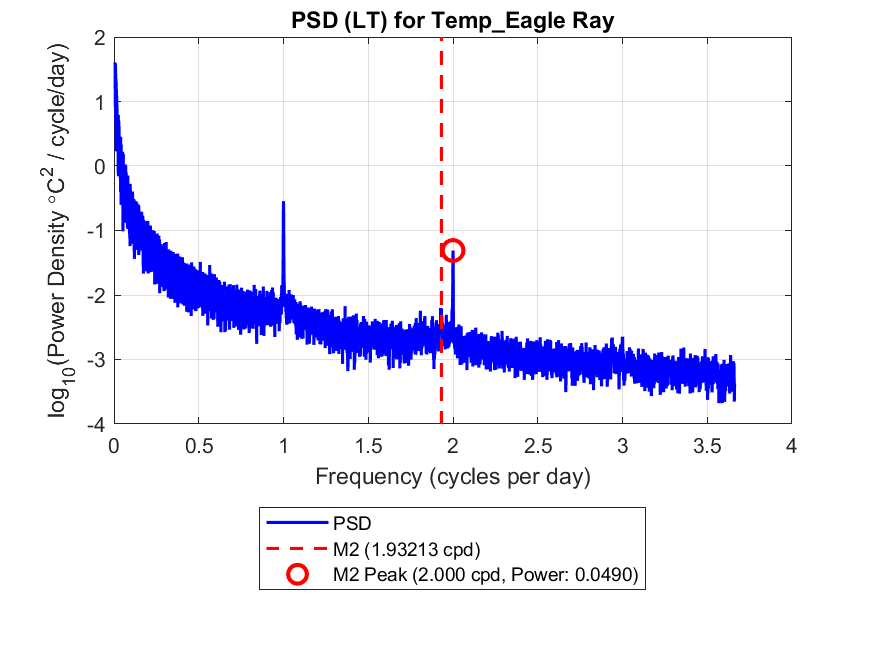 PSD (LT) for Temp_Eagle Ray
log10(Power Density °C2 / cycle/day)
2
1
0
-1
-2
-3
-4
0 0.5 1 1.5 2 2.5 3 3.5 4
Frequency (cycles per day)
PSD
M2 (1.93213 cpd)
M2 Peak (2.000 cpd, Power: 0.0490)